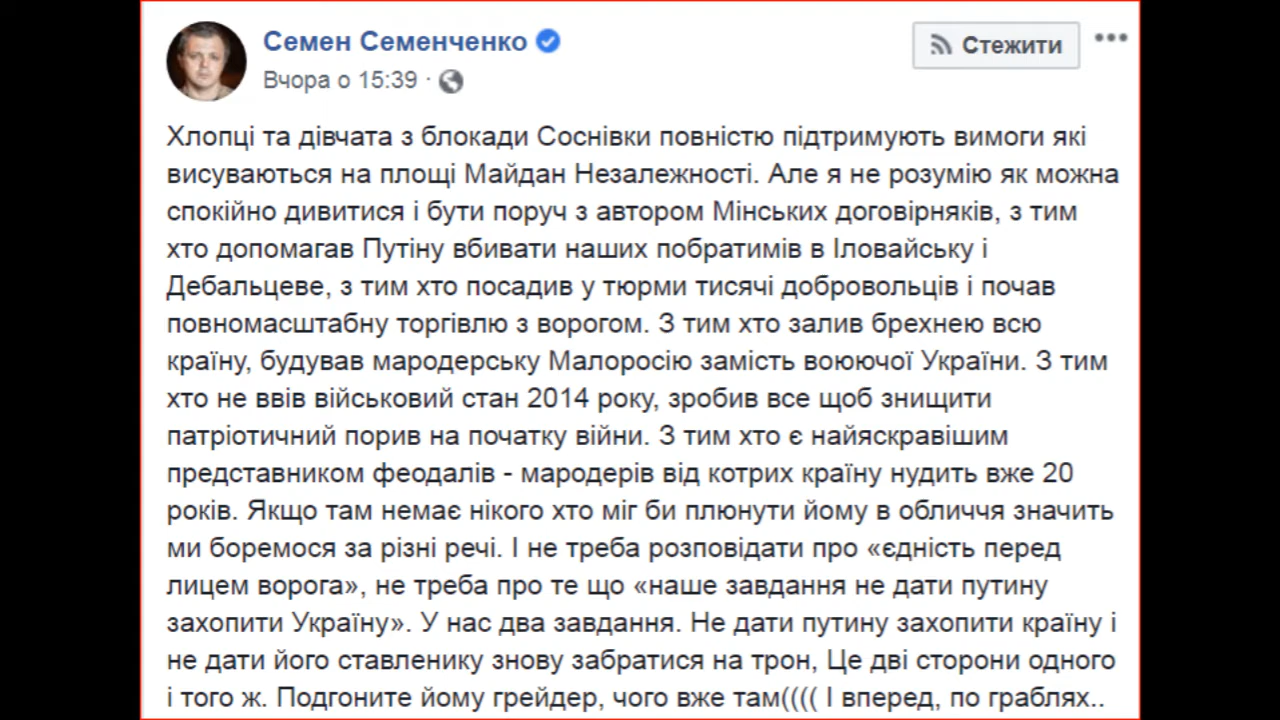 Семен Семенченко
Стежити
Вчора о 15:39 ·
Хлопці та дівчата з блокади Соснівки повністю підтримують вимоги які
висуваються на площі Майдан Незалежності. Але я не розумію як можна
спокійно дивитися і бути поруч з автором Мінських договірняків, з тим
хто допомагав Путіну вбивати наших побратимів в Іловайську і
Дебальцеве, з тим хто посадив у тюрми тисячі добровольців і почав
повномасштабну торгівлю з ворогом. З тим хто залив брехнею всю
країну, будував мародерську Малоросію замість воюючої України. З тим
хто не ввів військовий стан 2014 року, зробив все щоб знищити
патріотичний порив на початку війни. З тим хто є найяскравішим
представником феодалів - мародерів від котрих країну нудить вже 20
років. Якщо там немає нікого хто міг би плюнути йому в обличчя значить
ми боремося за різні речі. І не треба розповідати про «єдність перед
лицем ворога», не треба про те що «наше завдання не дати путину
захопити Україну». У нас два завдання. Не дати путину захопити країну і
не дати його ставленику знову забратися на трон, Це дві сторони одного
і того ж. Подгоните йому грейдер, чого вже там(((( І вперед, по граблях..